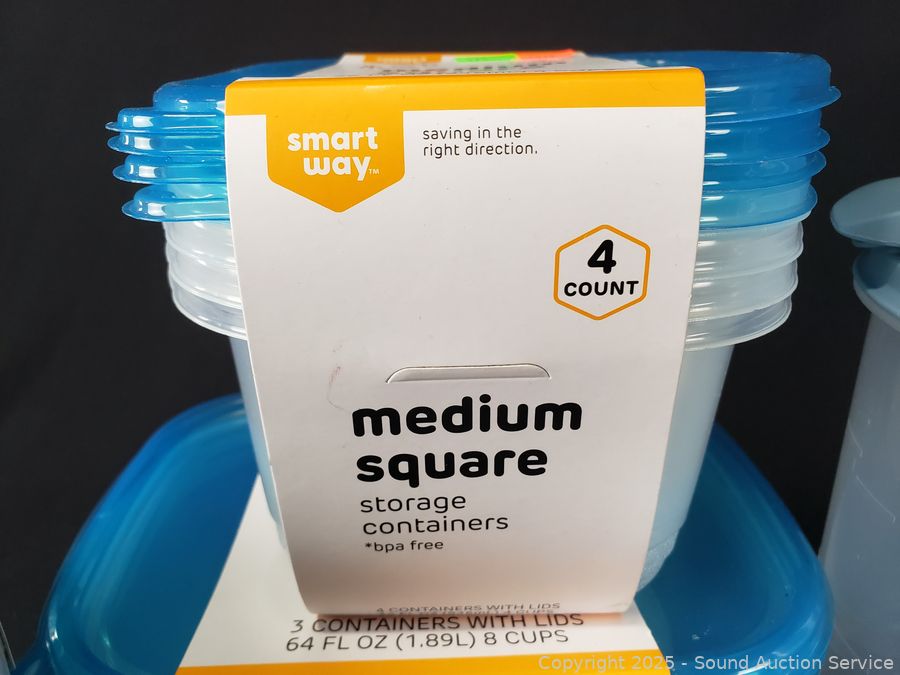 smart
way™
saving in the
right direction.
4
COUNT
medium
square
storage
containers
*bpa free
4 CONTAINERS WITH LIDS
3 CONTAINERS WITH LIDS
64 FL OZ (1.89L) 8 CUPS
Copyright 2025 - Sound Auction Service